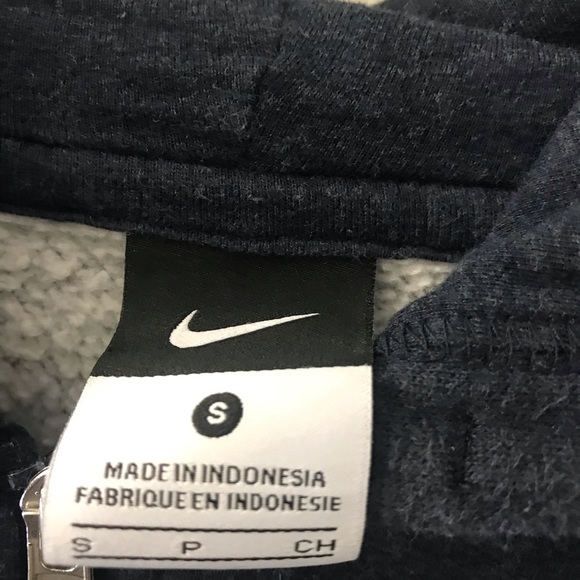 S
MADE IN INDONESIA
FABRIQUE EN INDONESIE
S P CH